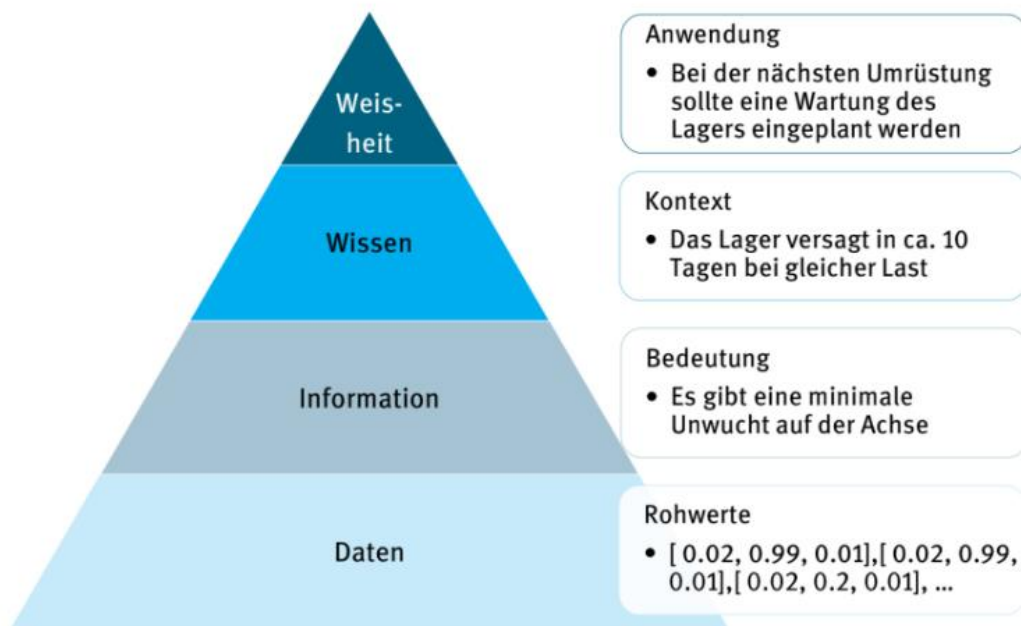 Weis-
heit
Anwendung
• Bei der nächsten Umrüstung
sollte eine Wartung des
Lagers eingeplant werden
Wissen
Kontext
• Das Lager versagt in ca. 10
Tagen bei gleicher Last
Information
Bedeutung
• Es gibt eine minimale
Unwucht auf der Achse
Daten
Rohwerte
• [ 0.02, 0.99, 0.01],[ 0.02, 0.99,
0.01],[ 0.02, 0.2, 0.01], ...